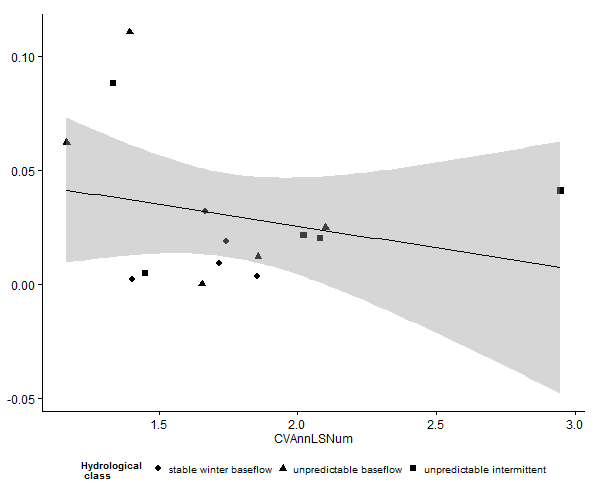 0.10
0.05
0.00
-0.05
1.5 2.0 2.5 3.0
CVAnnLSNum
Hydrological
class
stable winter baseflow unpredictable baseflow unpredictable intermittent